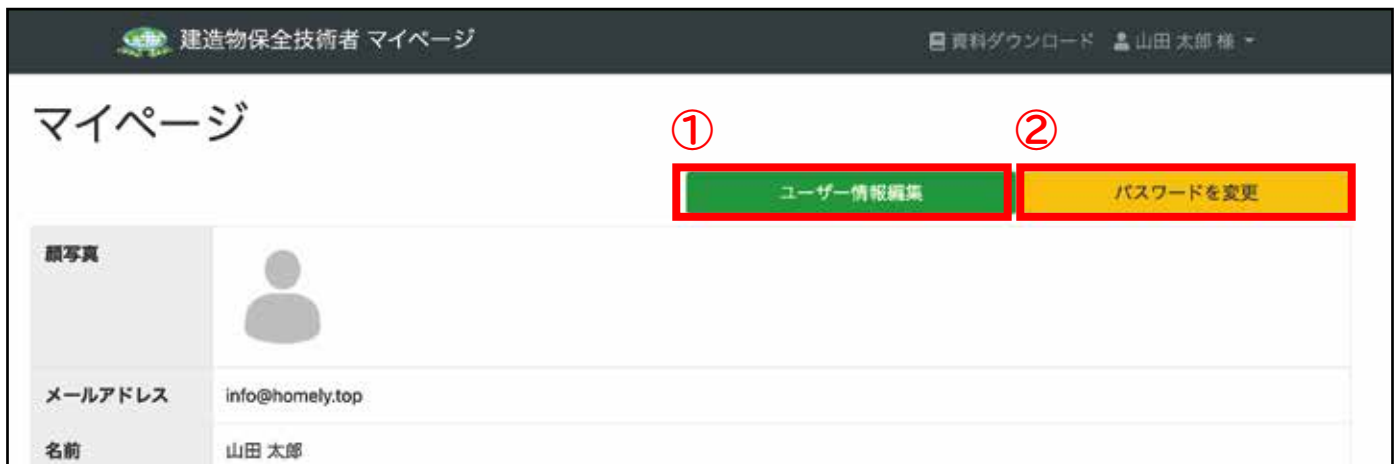 建造物保全技術者 マイページ
資料ダウンロード 山田 太郎 様
マイページ
① ②
ユーザー情報編集 パスワードを変更
顔写真
メールアドレス info@homely.top
名前 山田 太郎